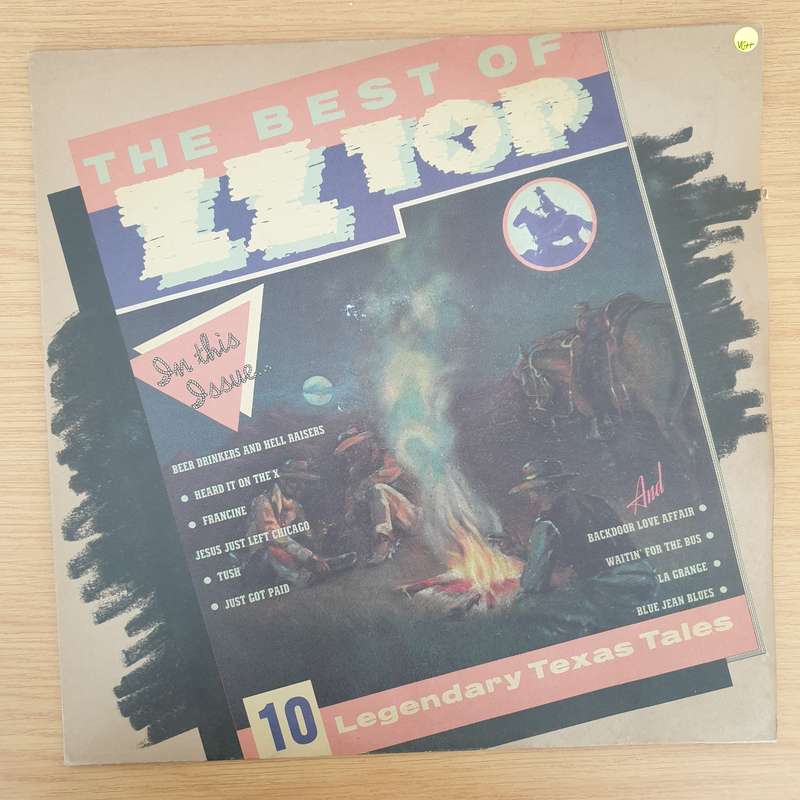 THE BEST OF
ZZ TOP
In this
Issue...
BEER DRINKERS AND HELL RAISERS
• HEARD IT ON THE X
• FRANCINE
JESUS JUST LEFT CHICAGO
• TUSH
• JUST GOT PAID
And
BACKDOOR LOVE AFFAIR •
WAITIN' FOR THE BUS •
LA GRANCE •
BLUE JEAN BLUES •
10 Legendary Texas Tales
VG++